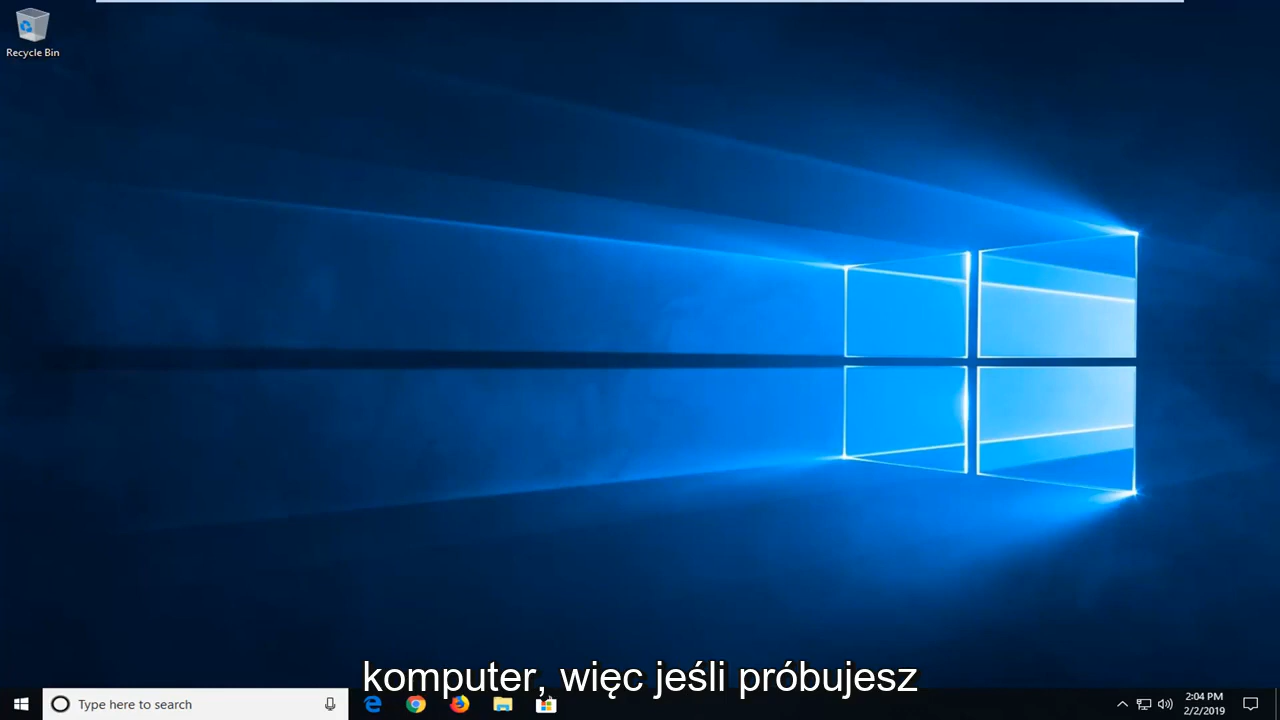 Recycle Bin
komputer, więc jeśli próbujesz
Type here to search
2:04 PM
2/2/2019